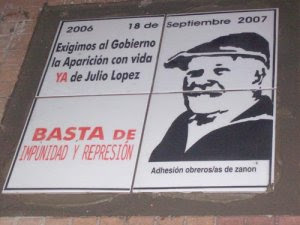 2006 18 de Septiembre 2007
Exigimos al Gobierno
la Aparición con vida
YA de Julio Lopez
BASTA DE
IMPUNIDAD Y REPRESIÓN
Adhesión obreros/as de zanon